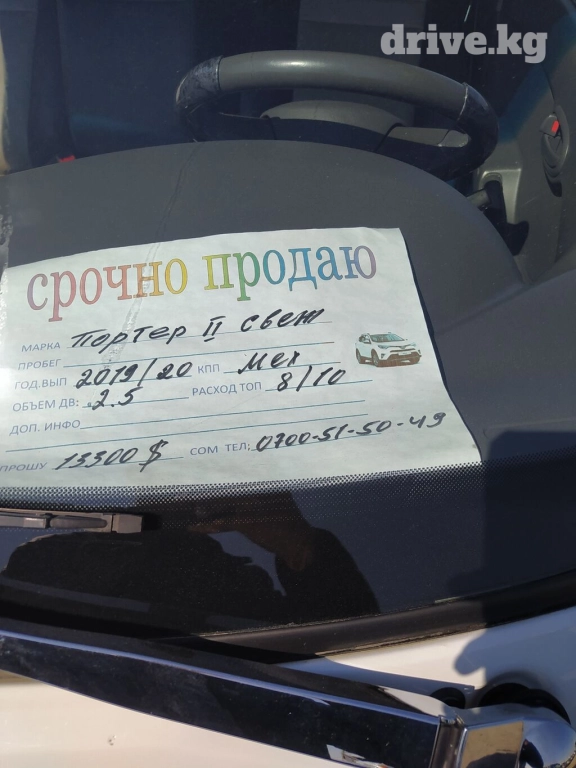 drive.kg
срочно продаю
МАРКА Портер II свеж
ПРОБЕГ
ГОД.ВЫП 2019/20 КПП Мех
ОБЪЕМ ДВ: 2.5 РАСХОД ТОП 8/10
ДОП. ИНФО
ПРОШУ 13300$ СОМ ТЕЛ: 0700-51-50-49